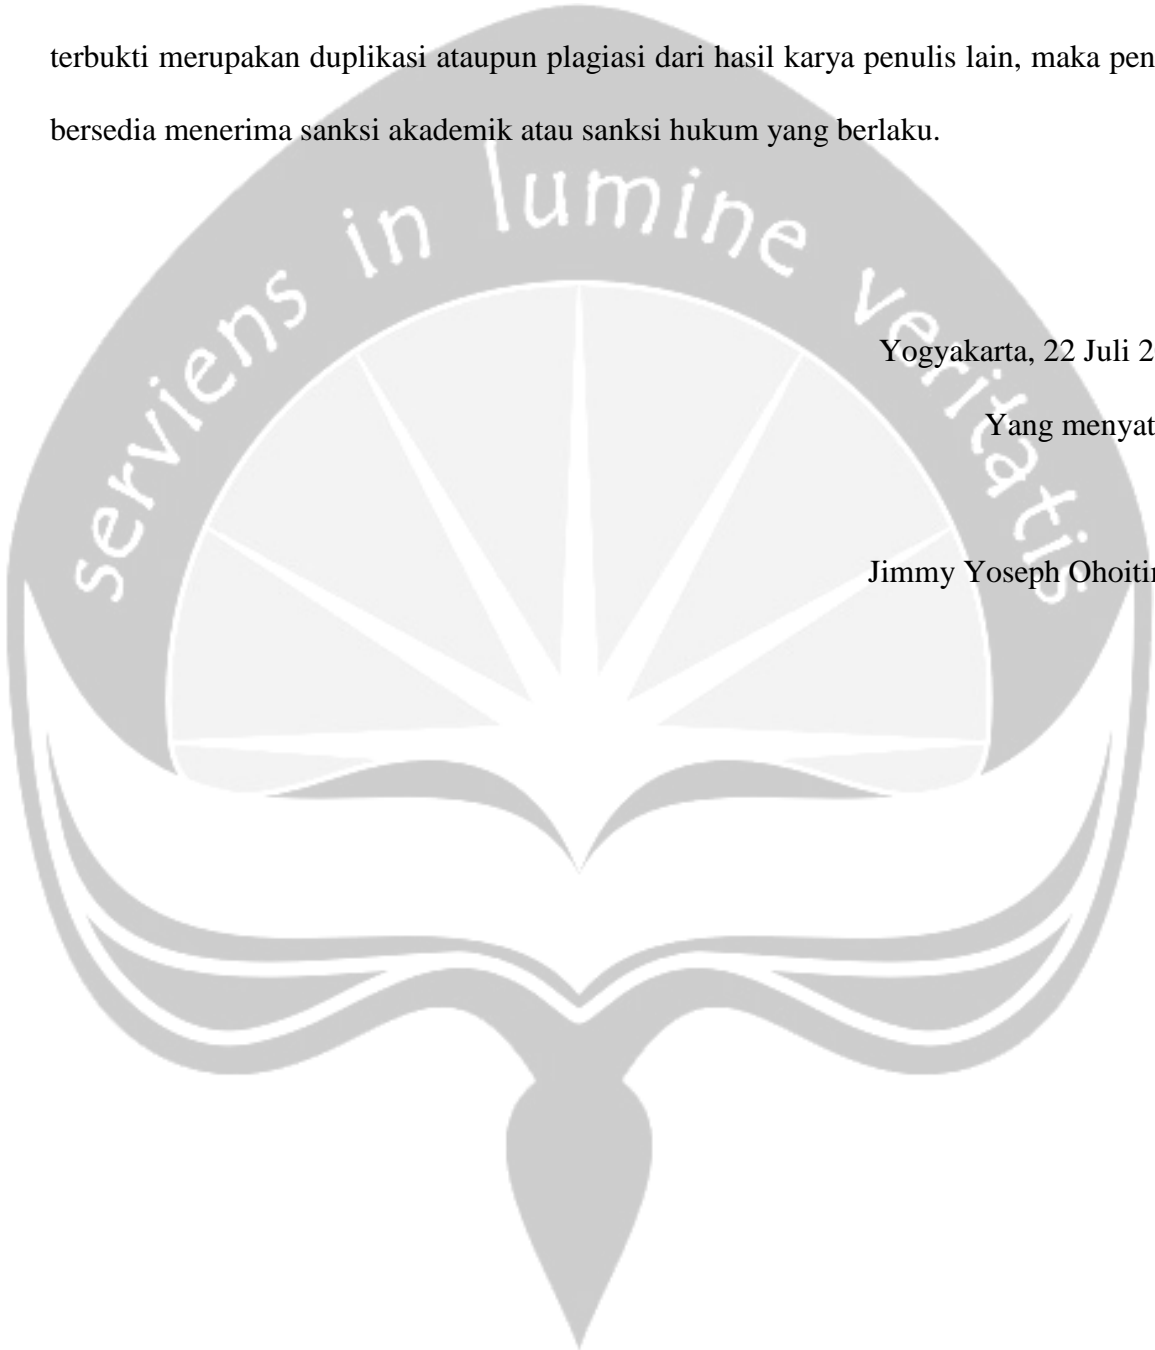 terbukti merupakan duplikasi ataupun plagiasi dari hasil karya penulis lain, maka pen
bersedia menerima sanksi akademik atau sanksi hukum yang berlaku.
serviens in lumine veritatis
Yogyakarta, 22 Juli 2
Yang menyat
Jimmy Yoseph Ohoitin